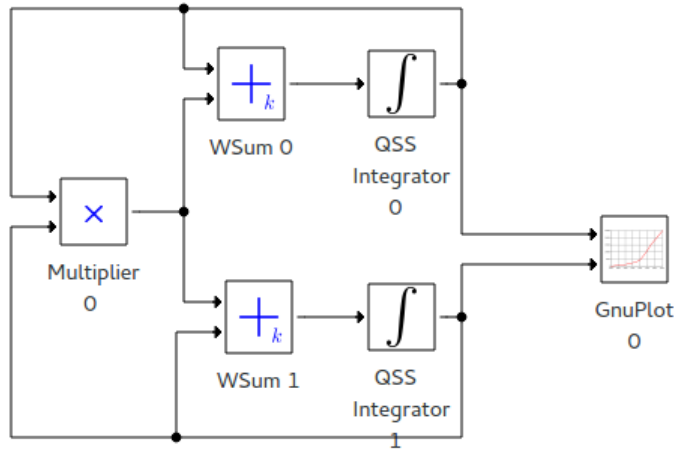 k
WSum 0
QSS
Integrator
0
×
Multiplier
0
k
WSum 1
QSS
Integrator
1
GnuPlot
0